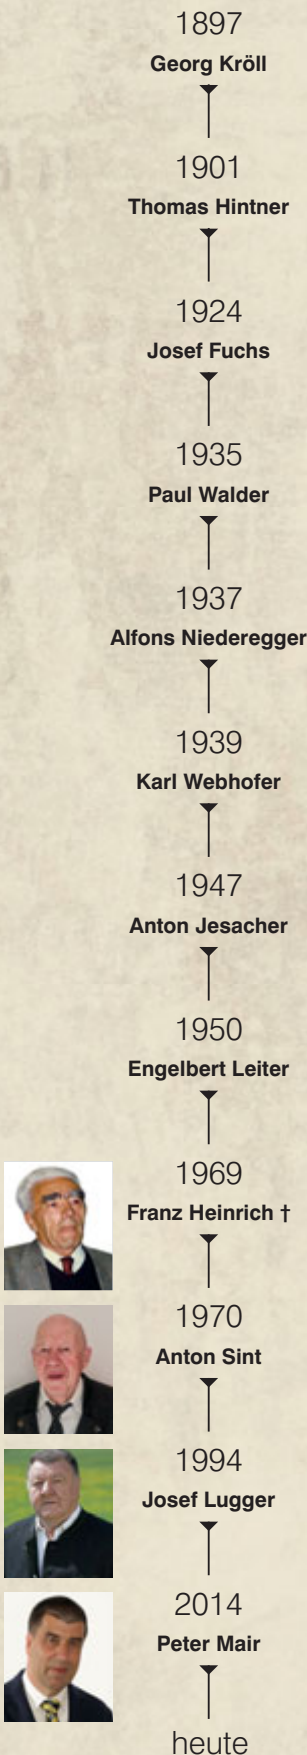 1897
Georg Kröll
1901
Thomas Hintner
1924
Josef Fuchs
1935
Paul Walder
1937
Alfons Niederegger
1939
Karl Webhofer
1947
Anton Jesacher
1950
Engelbert Leiter
1969
Franz Heinrich †
1970
Anton Sint
1994
Josef Lugger
2014
Peter Mair
heute